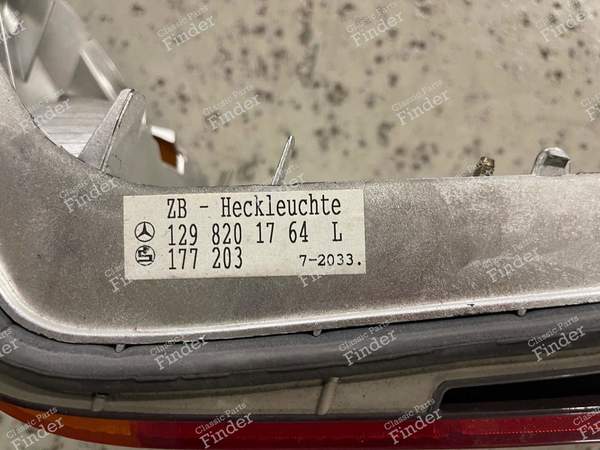 ZB - Heckleuchte
129 820 17 64 L
177 203 7-2033.
Classic Parts
Finder